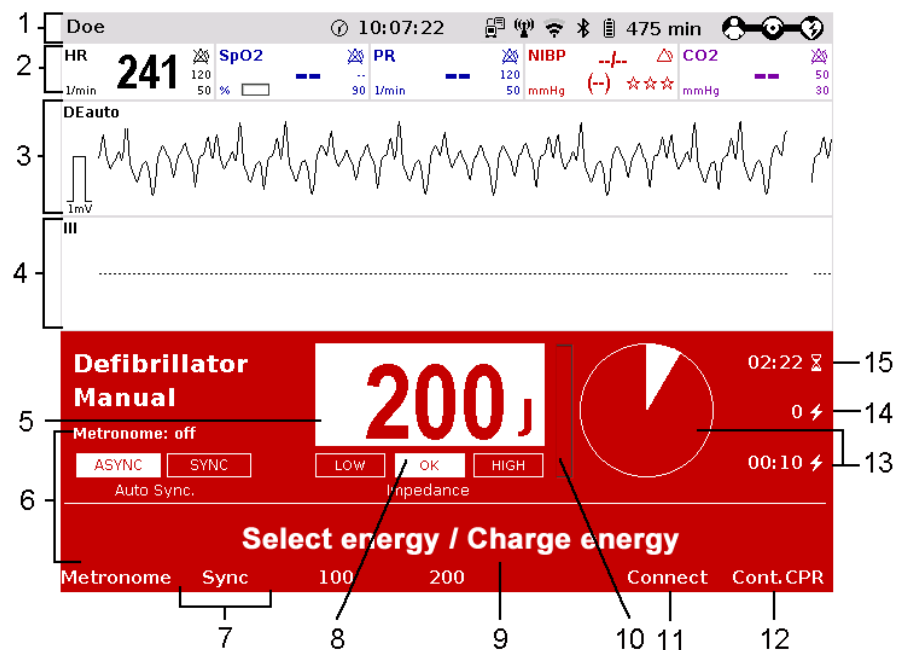 1 Doe 10:07:22 475 min
2 HR 241 120 50 1/min SpO2 -- -- 90 % PR -- 120 50 1/min NIBP --/-- (--) mmHg CO2 -- 50 30 mmHg
DEauto
3
1mV
III
4
Defibrillator
Manual
200 J
02:22 15
0 14
5
Metronome: off
ASYNC SYNC LOW OK HIGH 00:10 13
Auto Sync. Impedance
6
Select energy / Charge energy
Metronome Sync 100 200 Connect Cont.CPR
7 8 9 10 11 12